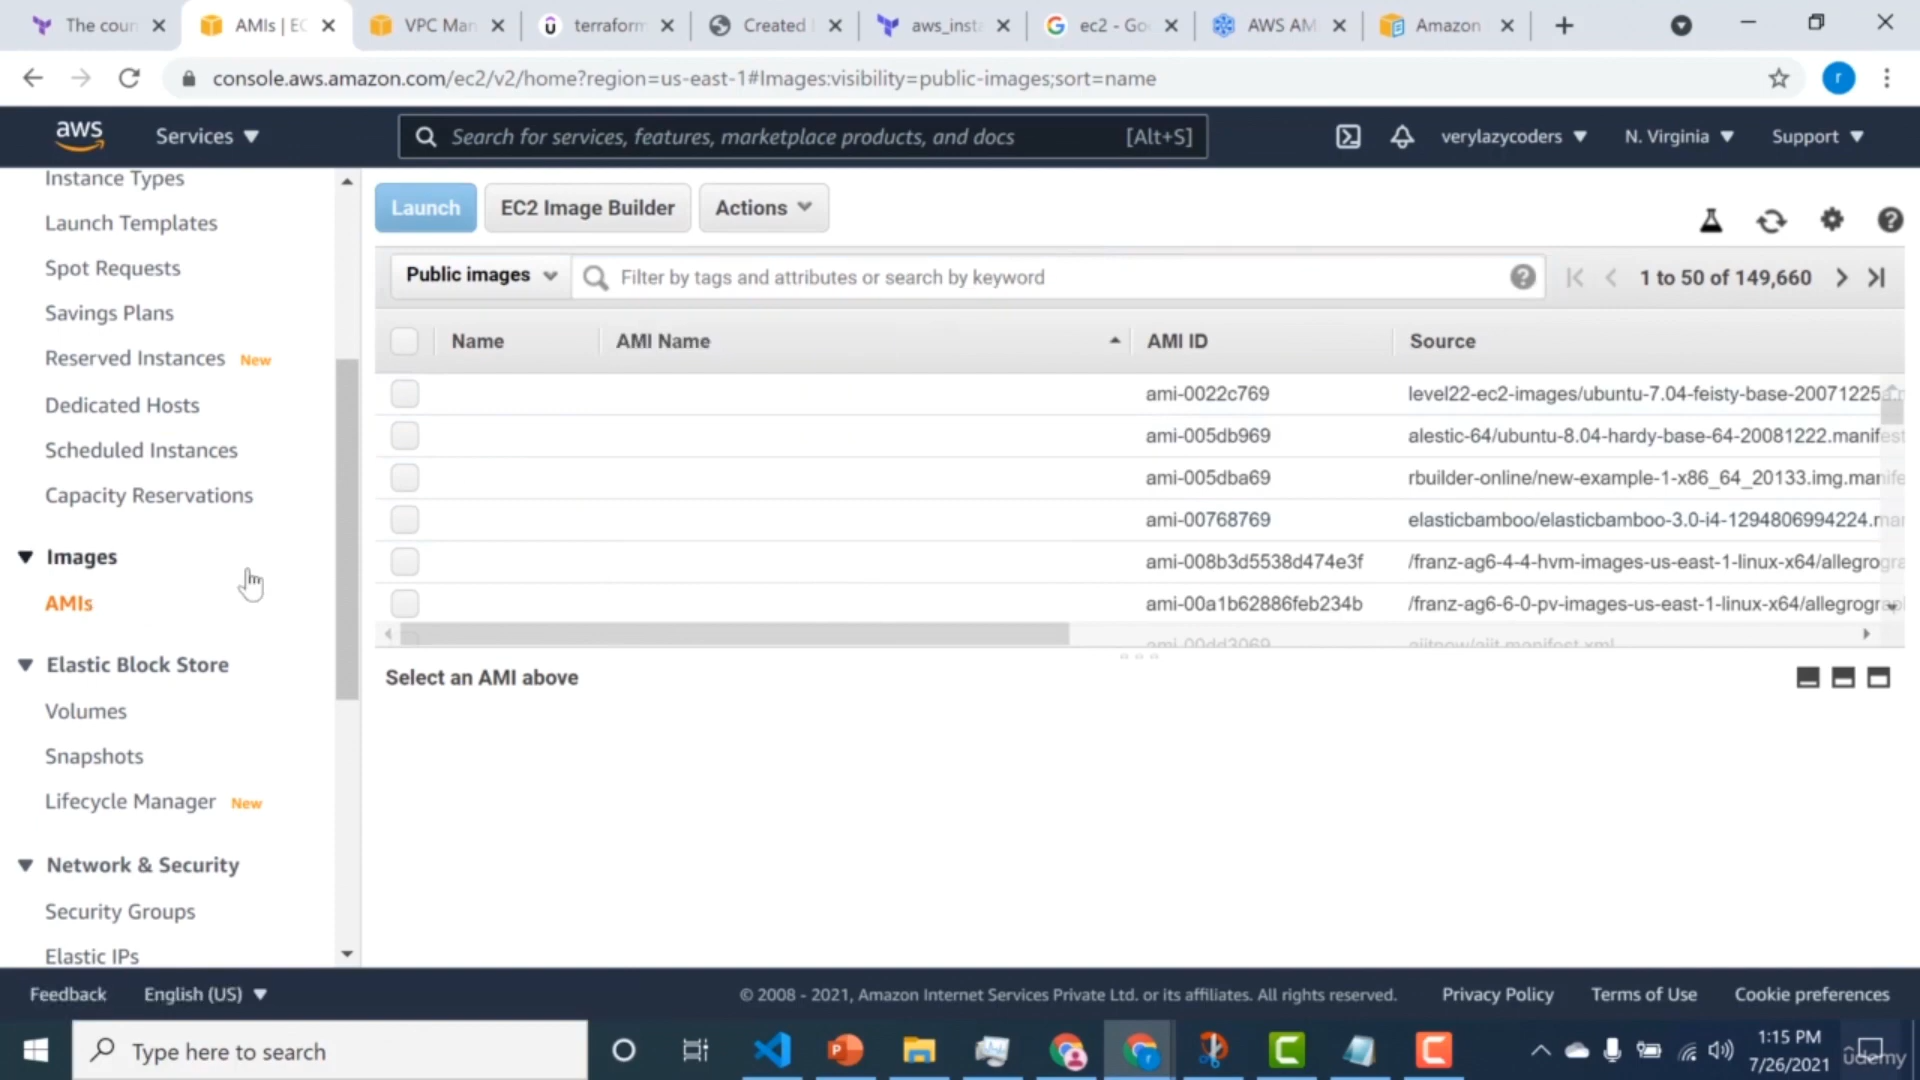 The coun
AMIs | EC
VPC Man
terraform
Created
aws_insta
ec2 - Go
AWS AM
Amazon
console.aws.amazon.com/ec2/v2/home?region=us-east-1#Images:visibility=public-images;sort=name
r
aws
Services
Search for services, features, marketplace products, and docs
[Alt+S]
verylazycoders
N. Virginia
Support
Instance Types
Launch Templates
Spot Requests
Savings Plans
Reserved Instances New
Dedicated Hosts
Scheduled Instances
Capacity Reservations
Images
AMIs
Elastic Block Store
Volumes
Snapshots
Lifecycle Manager New
Network & Security
Security Groups
Elastic IPs
Launch
EC2 Image Builder
Actions
Public images
Filter by tags and attributes or search by keyword
1 to 50 of 149,660
Name
AMI Name
AMI ID
Source
ami-0022c769
level22-ec2-images/ubuntu-7.04-feisty-base-20071225
ami-005db969
alestic-64/ubuntu-8.04-hardy-base-64-20081222.manifest
ami-005dba69
rbuilder-online/new-example-1-x86_64_20133.img.manife
ami-00768769
elasticbamboo/elasticbamboo-3.0-i4-1294806994224.ma
ami-008b3d5538d474e3f
/franz-ag6-4-4-hvm-images-us-east-1-linux-x64/allegrogra
ami-00a1b62886feb234b
/franz-ag6-6-0-pv-images-us-east-1-linux-x64/allegrogra
ami-00dd3069
Select an AMI above
Feedback
English (US)
© 2008 - 2021, Amazon Internet Services Private Ltd. or its affiliates. All rights reserved.
Privacy Policy
Terms of Use
Cookie preferences
Type here to search
1:15 PM
7/26/2021
udemy